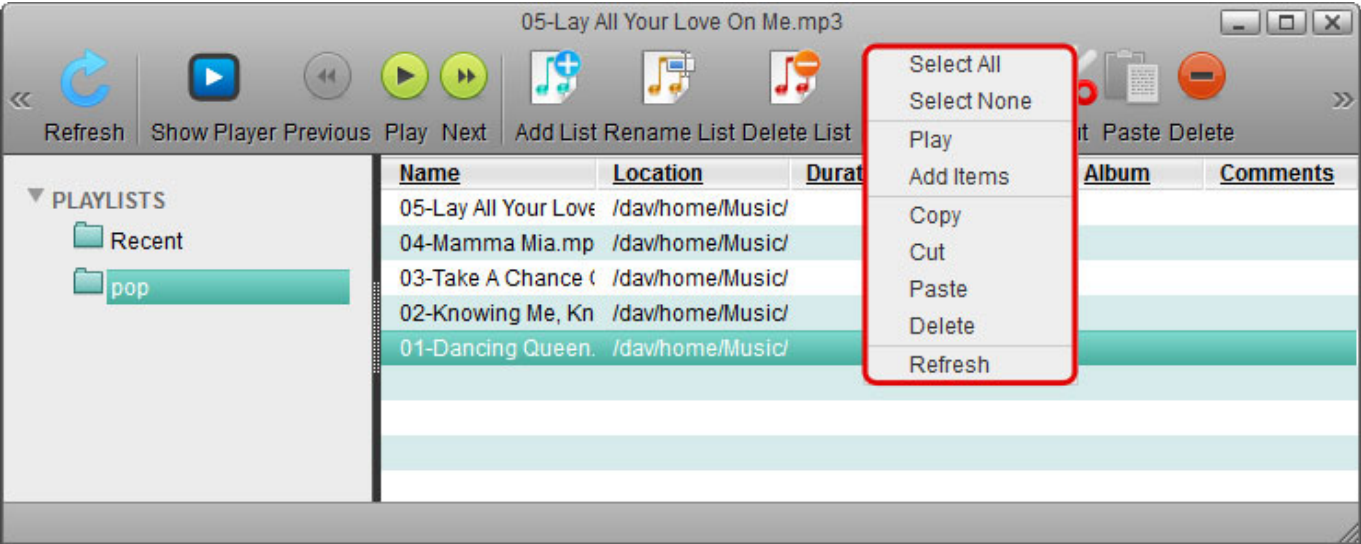 05-Lay All Your Love On Me.mp3
Refresh Show Player Previous Play Next Add List Rename List Delete List Paste Delete
Select All
Select None
Play
Add Items
Copy
Cut
Paste
Delete
Refresh
PLAYLISTS
Recent
pop
Name Location Durat Album Comments
05-Lay All Your Love /dav/home/Music/
04-Mamma Mia.mp /dav/home/Music/
03-Take A Chance /dav/home/Music/
02-Knowing Me, Kn /dav/home/Music/
01-Dancing Queen. /dav/home/Music/